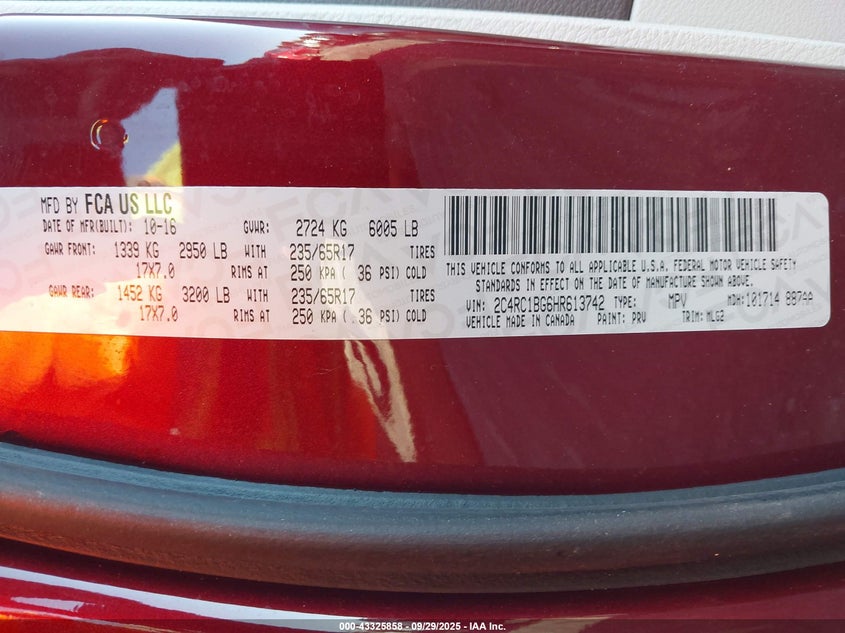 MFD BY FCA US LLC
DATE OF MFR(BUILT): 10-16 GVWR: 2724 KG 6005 LB
GAWR FRONT: 1339 KG 2950 LB WITH 235/65R17 TIRES
17X7.0 RIMS AT 250 KPA ( 36 PSI) COLD
GAWR REAR: 1452 KG 3200 LB WITH 235/65R17 TIRES
17X7.0 RIMS AT 250 KPA ( 36 PSI) COLD
THIS VEHICLE CONFORMS TO ALL APPLICABLE U.S.A. FEDERAL MOTOR VEHICLE SAFETY
STANDARDS IN EFFECT ON THE DATE OF MANUFACTURE SHOWN ABOVE.
VIN: 2C4RC1BG6HR613742 TYPE: MPV MDH: 101714 887AA
VEHICLE MADE IN CANADA PAINT: PRV TRIM: MLG2
000-43325858 - 09/29/2025 - IAA Inc.